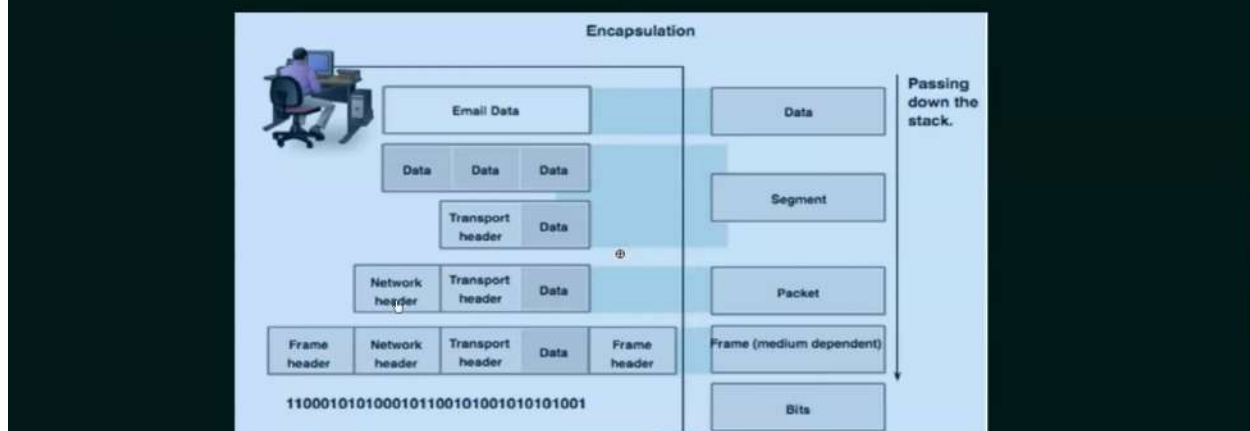 Encapsulation
Passing
down the
stack.
Email Data
Data
Data Data Data
Segment
Transport
header
Data
Network
header
Transport
header
Data
Packet
Frame
header
Network
header
Transport
header
Data
Frame
header
Frame (medium dependent)
1100010101000101100101001010101001
Bits